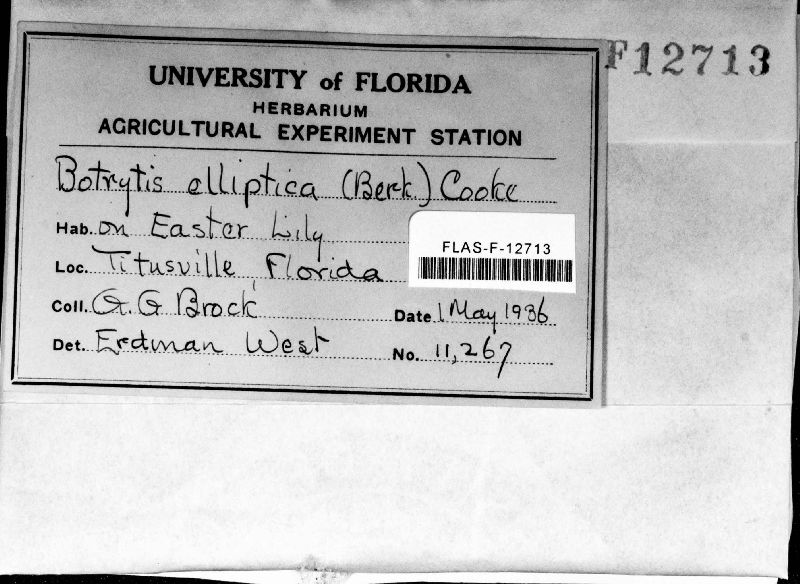 F12713
UNIVERSITY of FLORIDA
HERBARIUM
AGRICULTURAL EXPERIMENT STATION
Botrytis elliptica (Berk.) Cooke
Hab. on Easter Lily
FLAS-F-12713
Loc. Titusville, Florida
Coll. G. G Brock Date 1 May 1936
Det. Erdman West No. 11,267